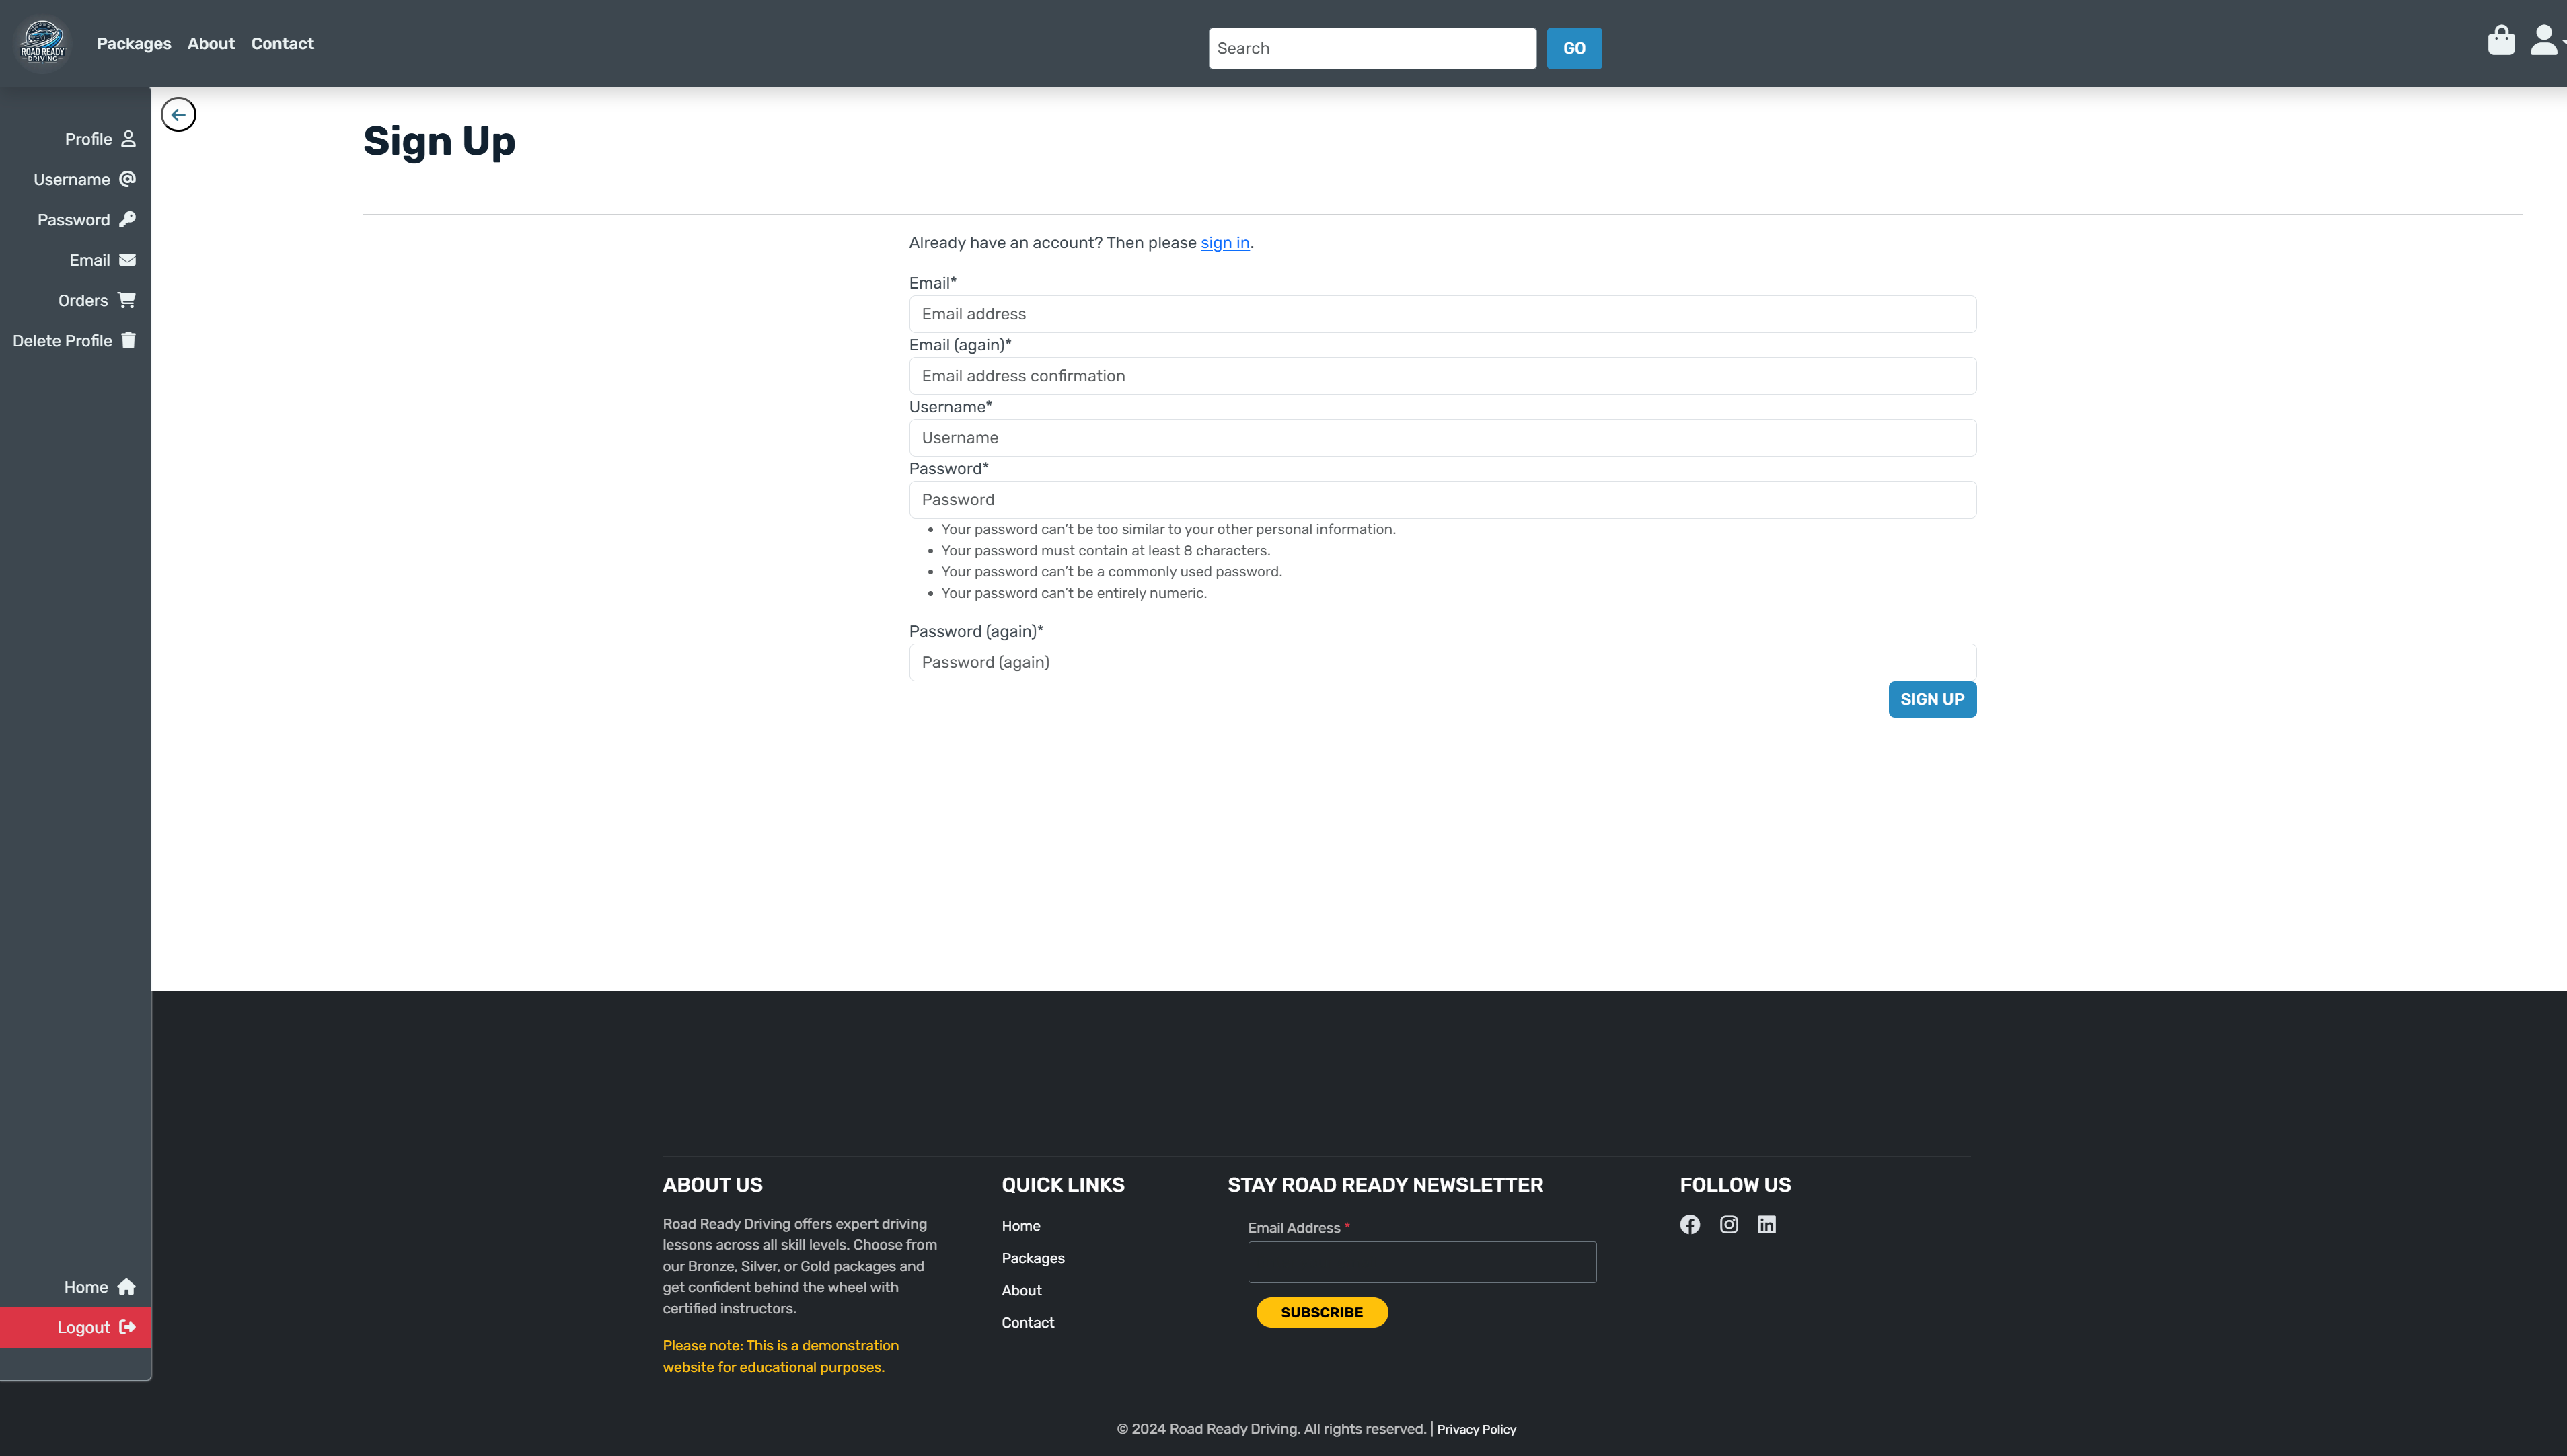 ROAD READY
DRIVING
Packages About Contact
Search GO
Profile
Username
Password
Email
Orders
Delete Profile
Sign Up
Already have an account? Then please sign in.
Email*
Email address
Email (again)*
Email address confirmation
Username*
Username
Password*
Password
• Your password can't be too similar to your other personal information.
• Your password must contain at least 8 characters.
• Your password can't be a commonly used password.
• Your password can't be entirely numeric.
Password (again)*
Password (again)
SIGN UP
Home
Logout
ABOUT US
Road Ready Driving offers expert driving
lessons across all skill levels. Choose from
our Bronze, Silver, or Gold packages and
get confident behind the wheel with
certified instructors.
Please note: This is a demonstration
website for educational purposes.
QUICK LINKS
Home
Packages
About
Contact
STAY ROAD READY NEWSLETTER
Email Address *
SUBSCRIBE
FOLLOW US
© 2024 Road Ready Driving. All rights reserved. | Privacy Policy